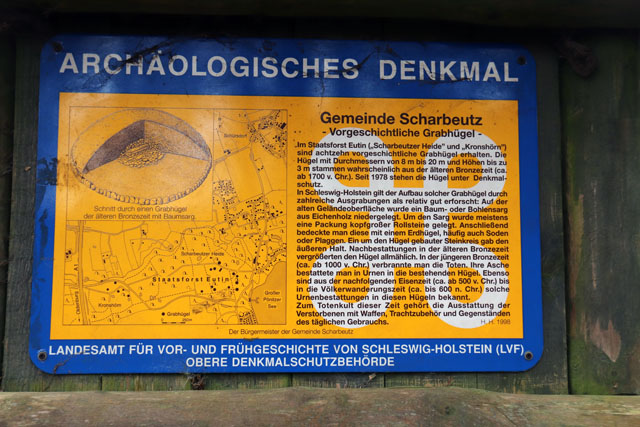 ARCHÄOLOGISCHES DENKMAL
Gemeinde Scharbeutz
- Vorgeschichtliche Grabhügel -
Im Staatsforst Eutin („Scharbeutzer Heide" und „Kronshörn")
sind achtzehn vorgeschichtliche Grabhügel erhalten. Die
Hügel mit Durchmessern von 8 m bis 20 m und Höhen bis zu
3 m stammen wahrscheinlich aus der älteren Bronzezeit (ca.
ab 1700 v. Chr.). Seit 1978 stehen die Hügel unter Denkmal-
schutz.
In Schleswig-Holstein gilt der Aufbau solcher Grabhügel durch
zahlreiche Ausgrabungen als relativ gut erforscht: Auf der
alten Geländeoberfläche wurde ein Baum- oder Bohlensarg
aus Eichenholz niedergelegt. Um den Sarg wurde meistens
eine Packung kopfgroßer Rollsteine gelegt. Anschließend
bedeckte man diese mit einem Erdhügel, häufig auch Soden
oder Plaggen. Ein um den Hügel gebauter Steinkreis gab den
äußeren Halt. Nachbestattungen in der älteren Bronzezeit
vergrößerten den Hügel allmählich. In der jüngeren Bronzezeit
(ca. ab 1000 v. Chr.) verbrannte man die Toten. Ihre Asche
bestattete man in Urnen in die bestehenden Hügel. Ebenso
sind aus der nachfolgenden Eisenzeit (ca. ab 500 v. Chr.) bis
in die Völkerwanderungszeit (ca. bis 600 n. Chr.) solche
Urnenbestattungen in diesen Hügeln bekannt.
Zum Totenkult dieser Zeit gehört die Ausstattung der
Verstorbenen mit Waffen, Trachtzubehör und Gegenständen
des täglichen Gebrauchs.
H. H. 1998
Schnitt durch einen Grabhügel
der älteren Bronzezeit mit Baumsarg.
Scharbeutzer Heide
Staatsforst Eutin
Kronshörn
Großer
Pönitzer
See
Grabhügel
Der Bürgermeister der Gemeinde Scharbeutz
LANDESAMT FÜR VOR- UND FRÜHGESCHICHTE VON SCHLESWIG-HOLSTEIN (LVF)
OBERE DENKMALSCHUTZBEHÖRDE